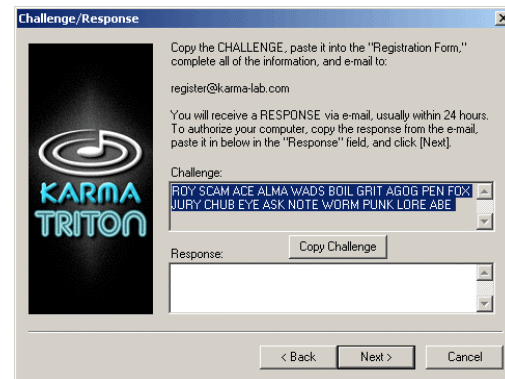 Challenge/Response
Copy the CHALLENGE, paste it into the "Registration Form,"
complete all of the information, and e-mail to:
register@karma-lab.com
You will receive a RESPONSE via e-mail, usually within 24 hours.
To authorize your computer, copy the response from the e-mail,
paste it in below in the "Response" field, and click [Next].
Challenge:
ROY SCAM ACE ALMA WADS BOIL GRIT AGOG PEN FOX
JURY CHUB EYE ASK NOTE WORM PUNK LORE ABE
KARMA
TRITON
Copy Challenge
Response:
< Back
Next >
Cancel